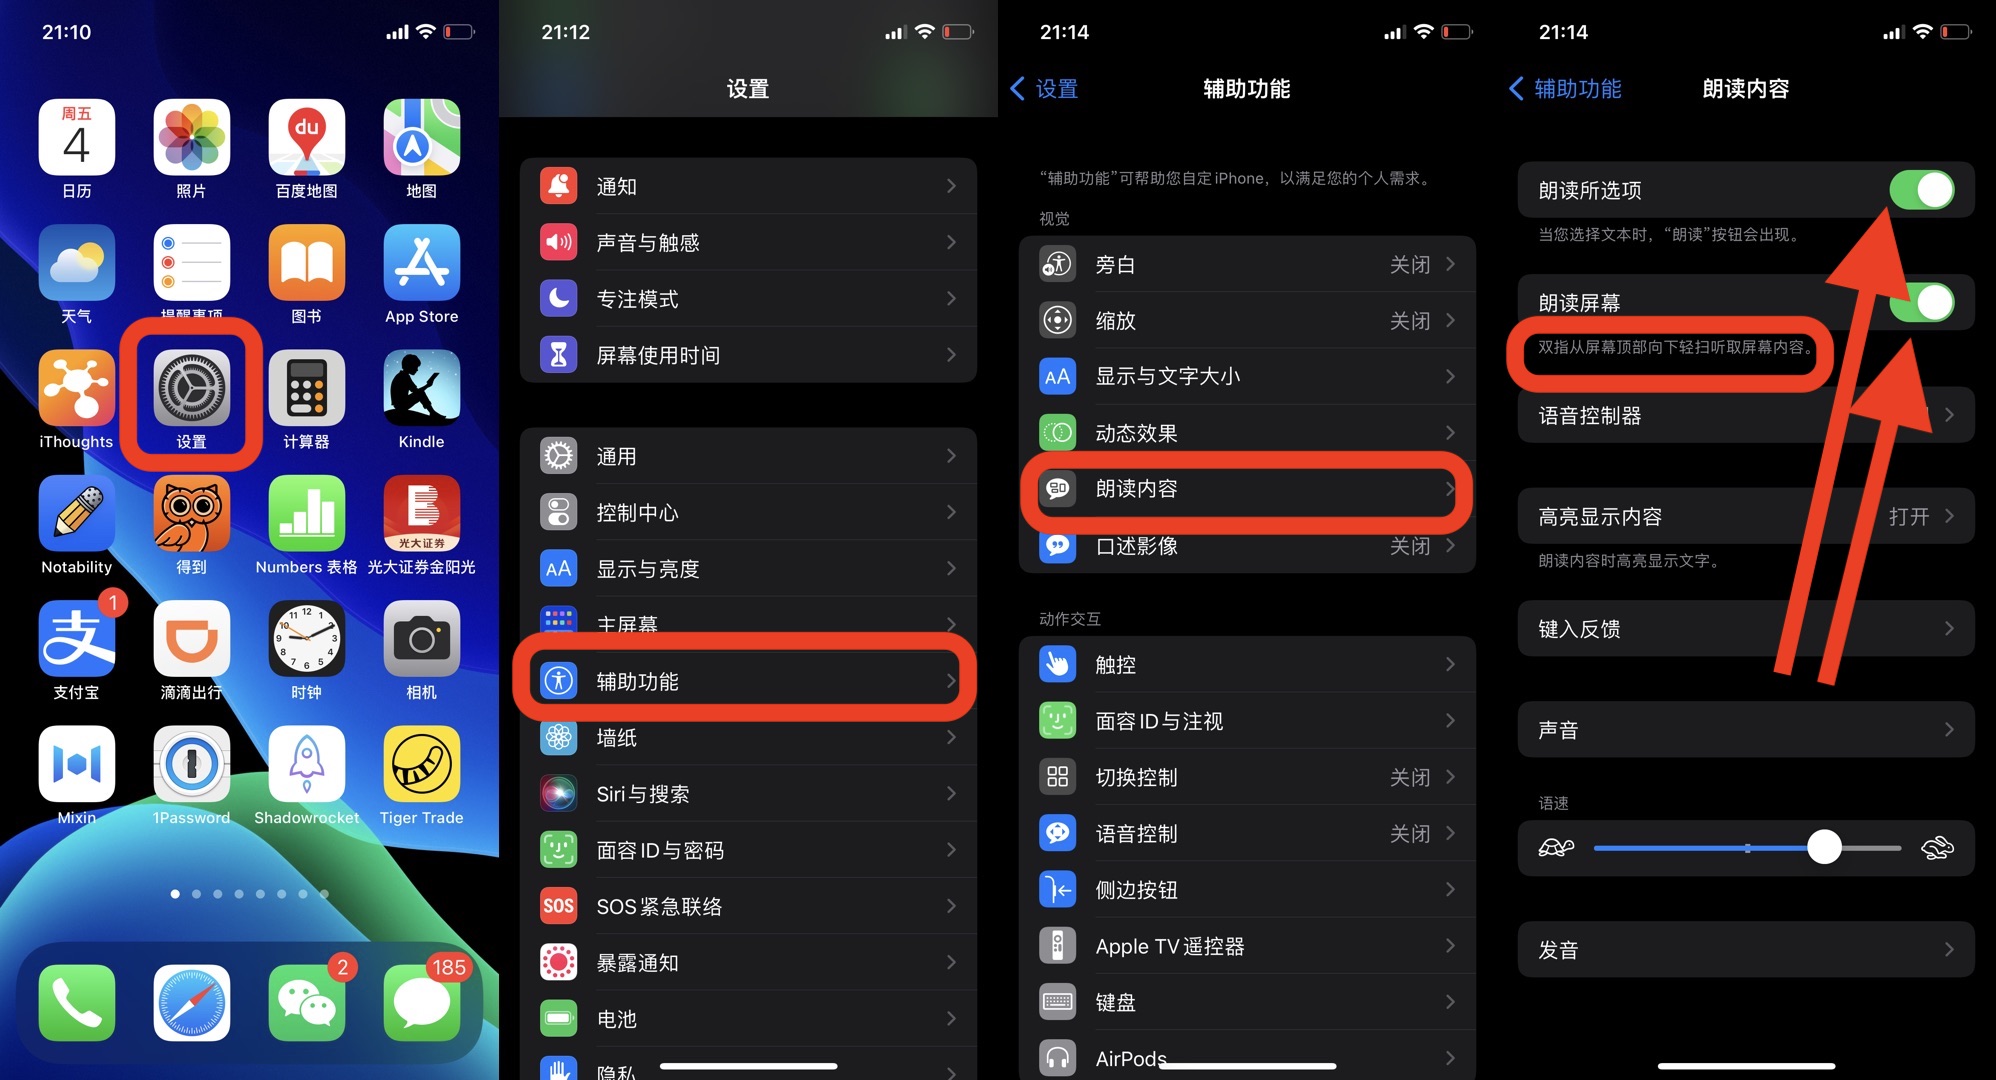 21:10
周五
4
日历
照片
du
百度地图
地图
天气
提醒事项
图书
App Store
iThoughts
设置
计算器
Kindle
Notability
得到
Numbers 表格
光大证券
光大证券金阳光
支
1
支付宝
滴滴出行
时钟
相机
Mixin
1Password
Shadowrocket
Tiger Trade
2
185
21:12
设置
通知
声音与触感
专注模式
屏幕使用时间
通用
控制中心
AA
显示与亮度
主屏幕
辅助功能
墙纸
Siri与搜索
面容ID与密码
SOS
SOS紧急联络
暴露通知
电池
隐私
21:14
设置
辅助功能
“辅助功能”可帮助您自定iPhone，以满足您的个人需求。
视觉
旁白 关闭
缩放 关闭
AA
显示与文字大小
动态效果
朗读内容
口述影像 关闭
动作交互
触控
面容ID与注视
切换控制 关闭
语音控制 关闭
侧边按钮
Apple TV遥控器
键盘
AirPods
21:14
辅助功能
朗读内容
朗读所选项
当您选择文本时，“朗读”按钮会出现。
朗读屏幕
双指从屏幕顶部向下轻扫听取屏幕内容。
语音控制器
高亮显示内容 打开
朗读内容时高亮显示文字。
键入反馈
声音
语速
发音